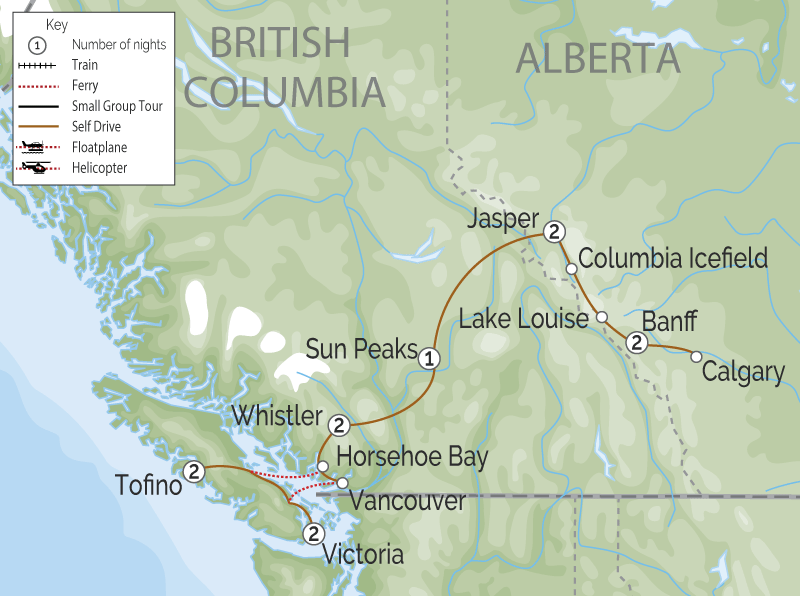 Key
1 Number of nights
Train
Ferry
Small Group Tour
Self Drive
Floatplane
Helicopter
BRITISH
COLUMBIA
ALBERTA
Jasper 2
Columbia Icefield
Lake Louise
Banff
2
Calgary
Sun Peaks 1
Whistler 2
Horsehoe Bay
Tofino 2
Vancouver
2
Victoria